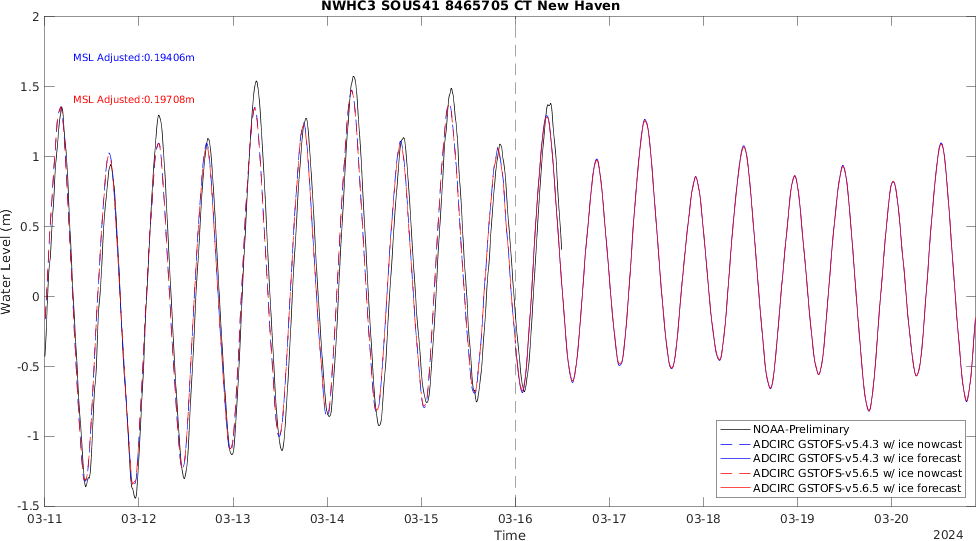 NWHC3 SOUS41 8465705 CT New Haven
2
MSL Adjusted:0.19406m
1.5
MSL Adjusted:0.19708m
1
0.5
Water Level (m)
0
-0.5
-1
-1.5
NOAA-Preliminary
ADCIRC GSTOFS-v5.4.3 w/ ice nowcast
ADCIRC GSTOFS-v5.4.3 w/ ice forecast
ADCIRC GSTOFS-v5.6.5 w/ ice nowcast
ADCIRC GSTOFS-v5.6.5 w/ ice forecast
03-11 03-12 03-13 03-14 03-15 03-16 03-17 03-18 03-19 03-20
Time
2024